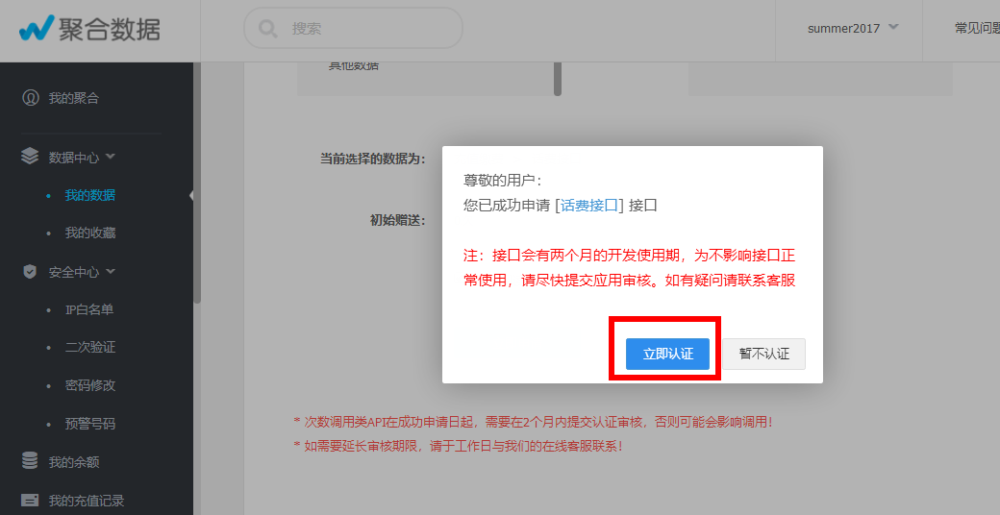 聚合数据
搜索
summer2017
常见问题
我的聚合
数据中心
我的数据
我的收藏
安全中心
IP白名单
二次验证
密码修改
预警号码
我的余额
我的充值记录
其他数据
当前选择的数据为：
初始赠送：
尊敬的用户：
您已成功申请 [话费接口] 接口
注：接口会有两个月的开发使用期，为不影响接口正
常使用，请尽快提交应用审核。如有疑问请联系客服
立即认证
暂不认证
* 次数调用类API在成功申请日起，需要在2个月内提交认证审核，否则可能会影响调用！
* 如需要延长审核期限，请于工作日与我们的在线客服联系！